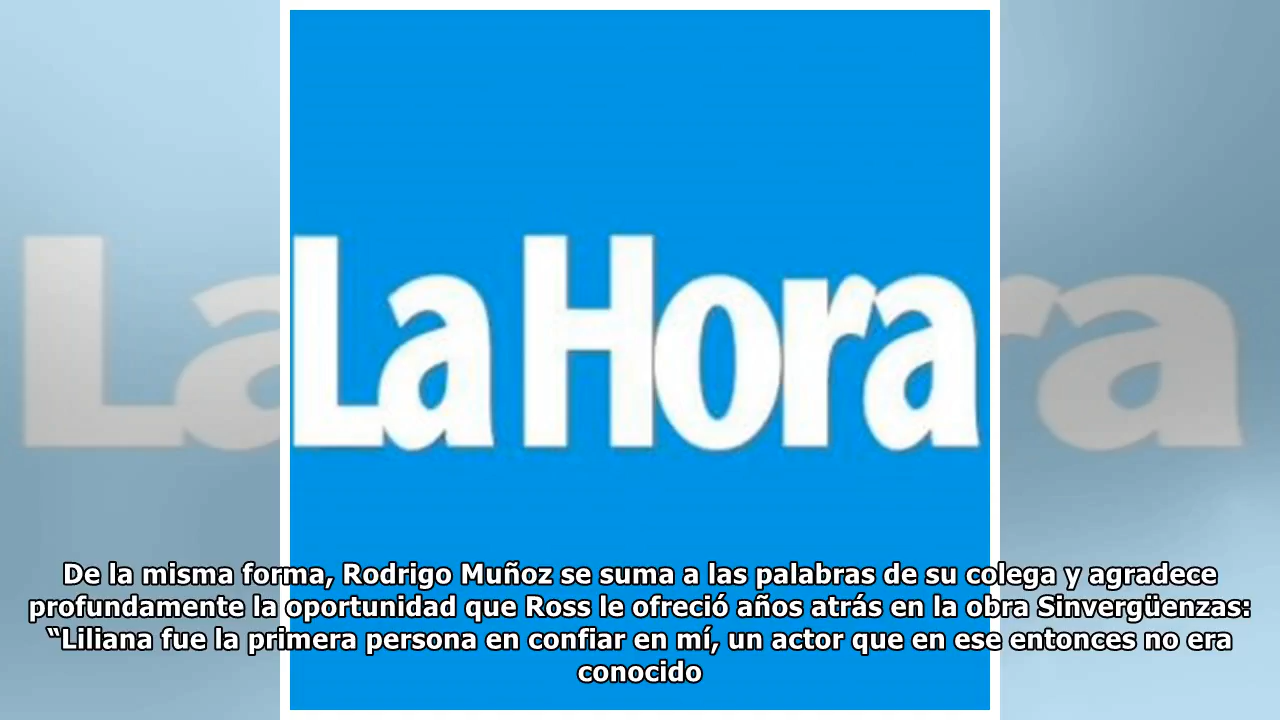 La Hora
De la misma forma, Rodrigo Muñoz se suma a las palabras de su colega y agradece
profundamente la oportunidad que Ross le ofreció años atrás en la obra Sinvergüenzas:
“Liliana fue la primera persona en confiar en mí, un actor que en ese entonces no era
conocido